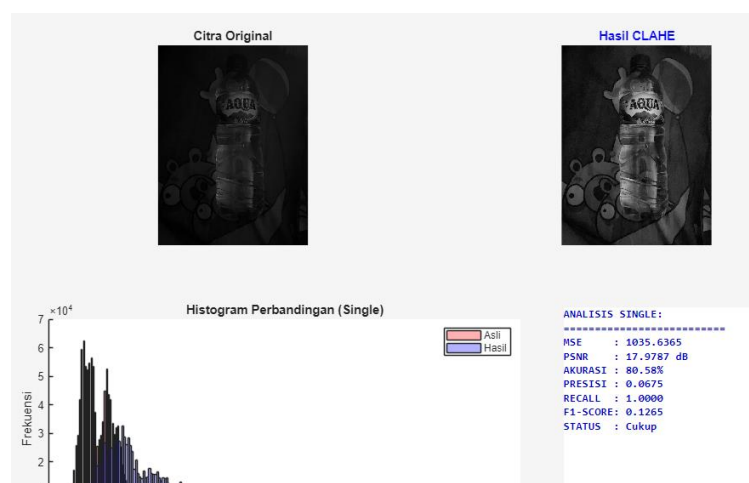 Citra Original
Hasil CLAHE
AQUA
AQUA
Histogram Perbandingan (Single)
×10⁴
7
6
5
4
3
2
Frekuensi
Asli
Hasil
ANALISIS SINGLE:
==========================
MSE : 1035.6365
PSNR : 17.9787 dB
AKURASI : 80.58%
PRESISI : 0.0675
RECALL : 1.0000
F1-SCORE: 0.1265
STATUS : Cukup